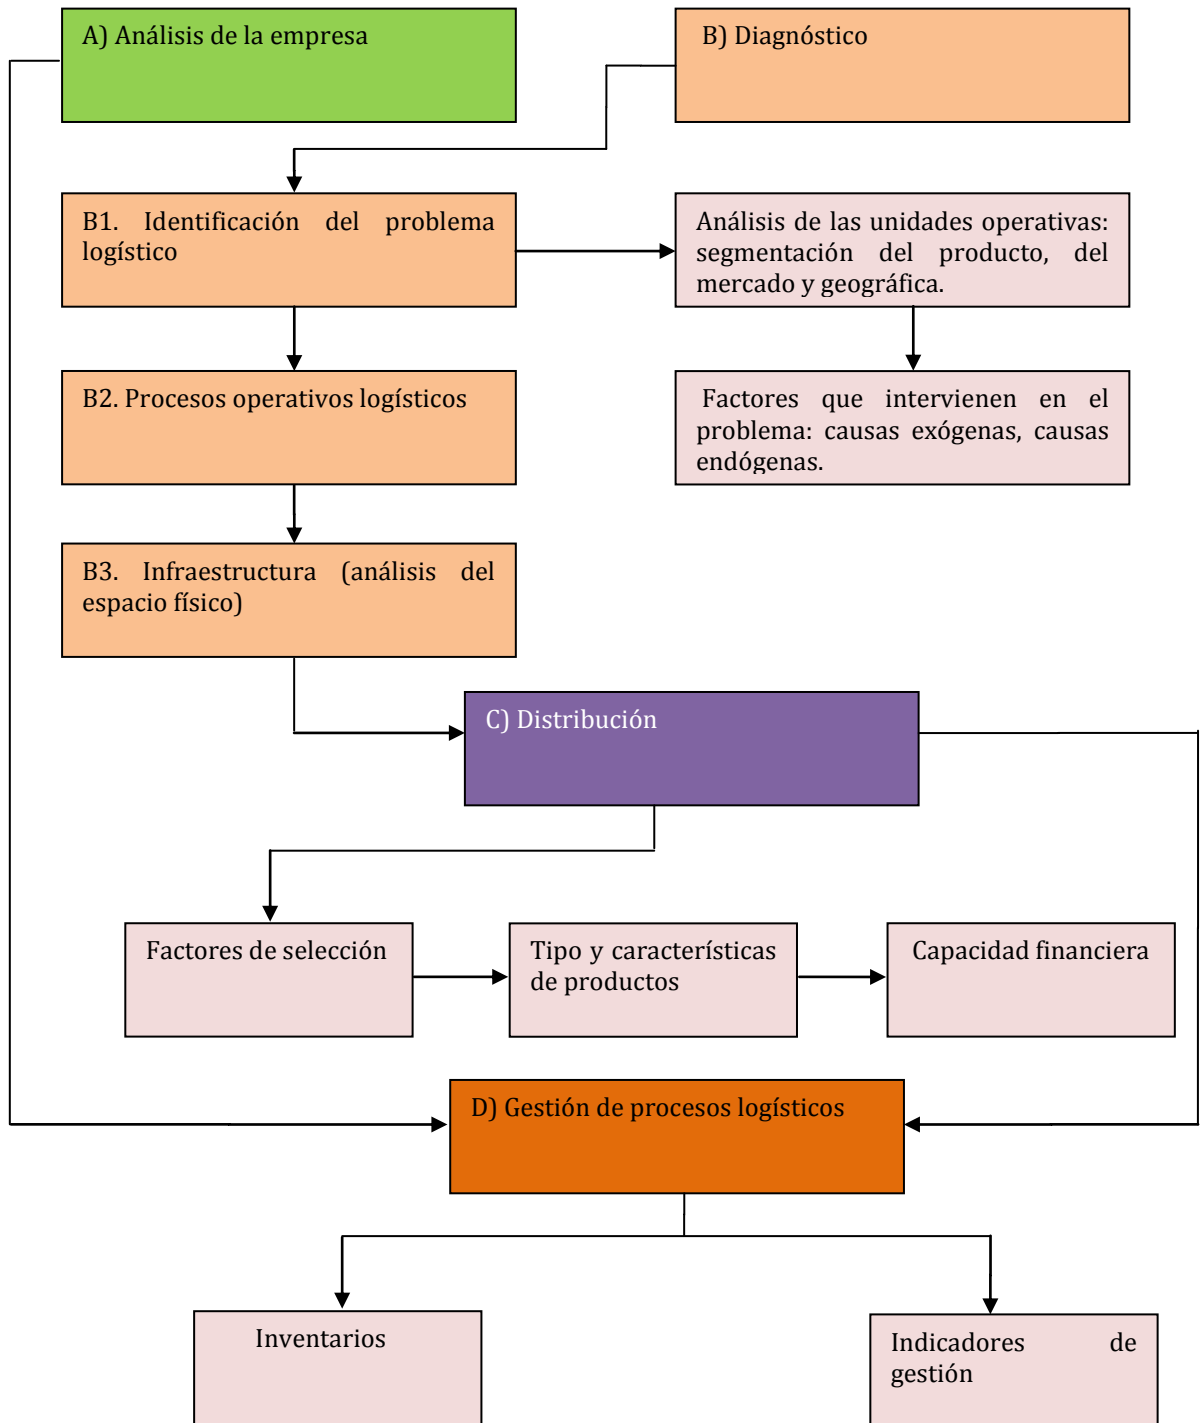 A) Análisis de la empresa
B) Diagnóstico
B1. Identificación del problema
logístico
Análisis de las unidades operativas:
segmentación del producto, del
mercado y geográfica.
B2. Procesos operativos logísticos
Factores que intervienen en el
problema: causas exógenas, causas
endógenas.
B3. Infraestructura (análisis del
espacio físico)
C) Distribución
Factores de selección
Tipo y características
de productos
Capacidad financiera
D) Gestión de procesos logísticos
Inventarios
Indicadores de
gestión